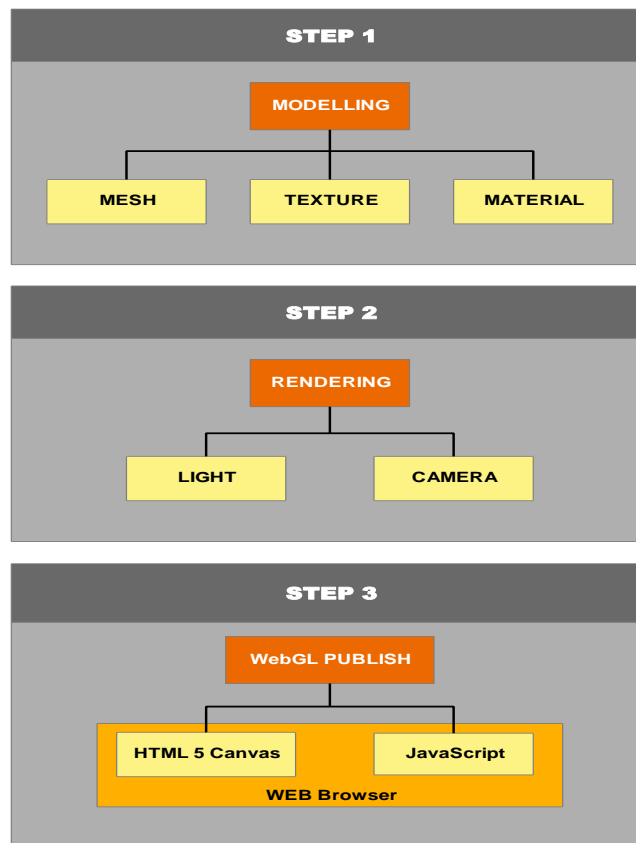 STEP 1
MODELLING
MESH TEXTURE MATERIAL
STEP 2
RENDERING
LIGHT CAMERA
STEP 3
WebGL PUBLISH
HTML 5 Canvas JavaScript
WEB Browser